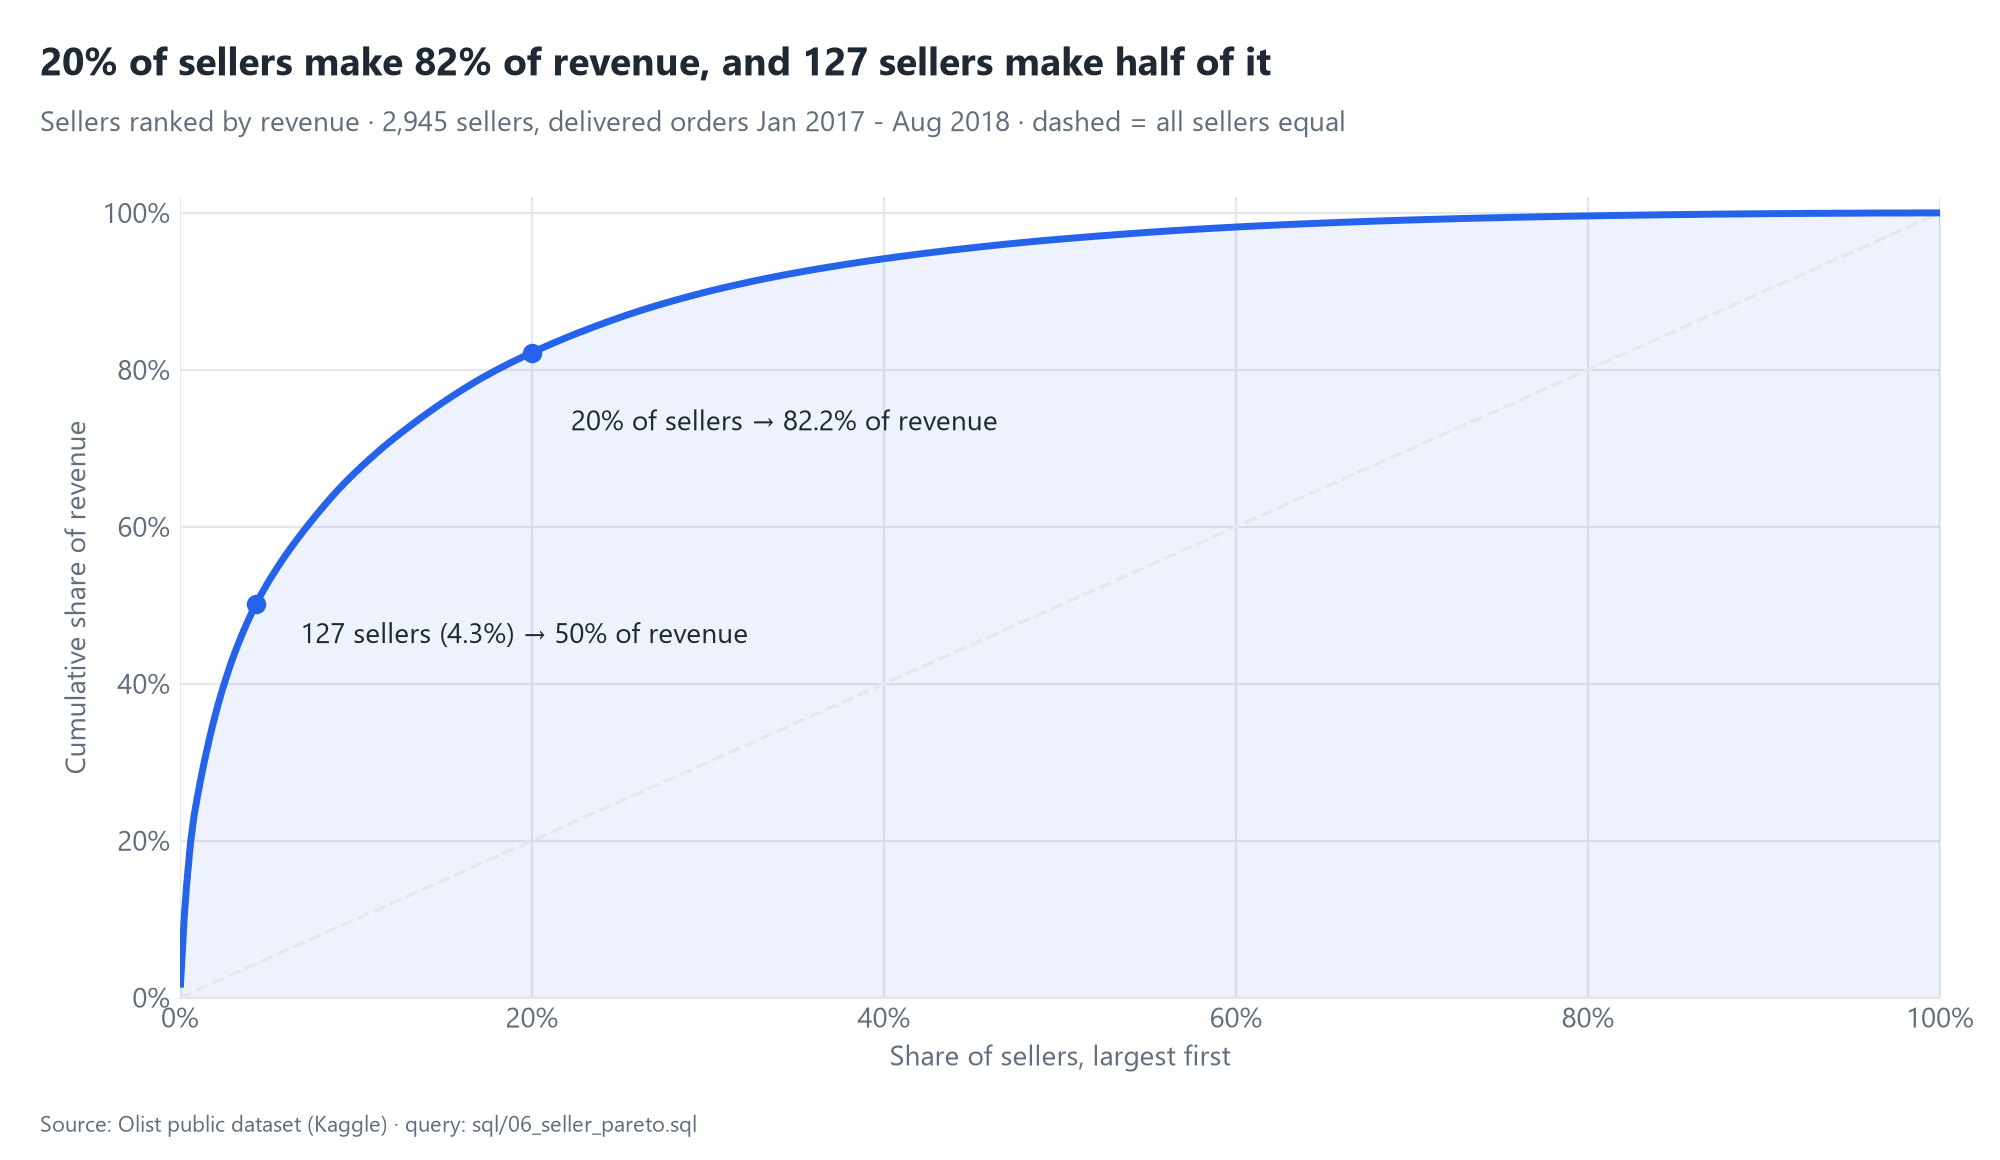 20% of sellers make 82% of revenue, and 127 sellers make half of it
Sellers ranked by revenue · 2,945 sellers, delivered orders Jan 2017 - Aug 2018 · dashed = all sellers equal
Cumulative share of revenue
100%
80%
60%
40%
20%
0%
20% of sellers → 82.2% of revenue
127 sellers (4.3%) → 50% of revenue
0% 20% 40% 60% 80% 100%
Share of sellers, largest first
Source: Olist public dataset (Kaggle) · query: sql/06_seller_pareto.sql